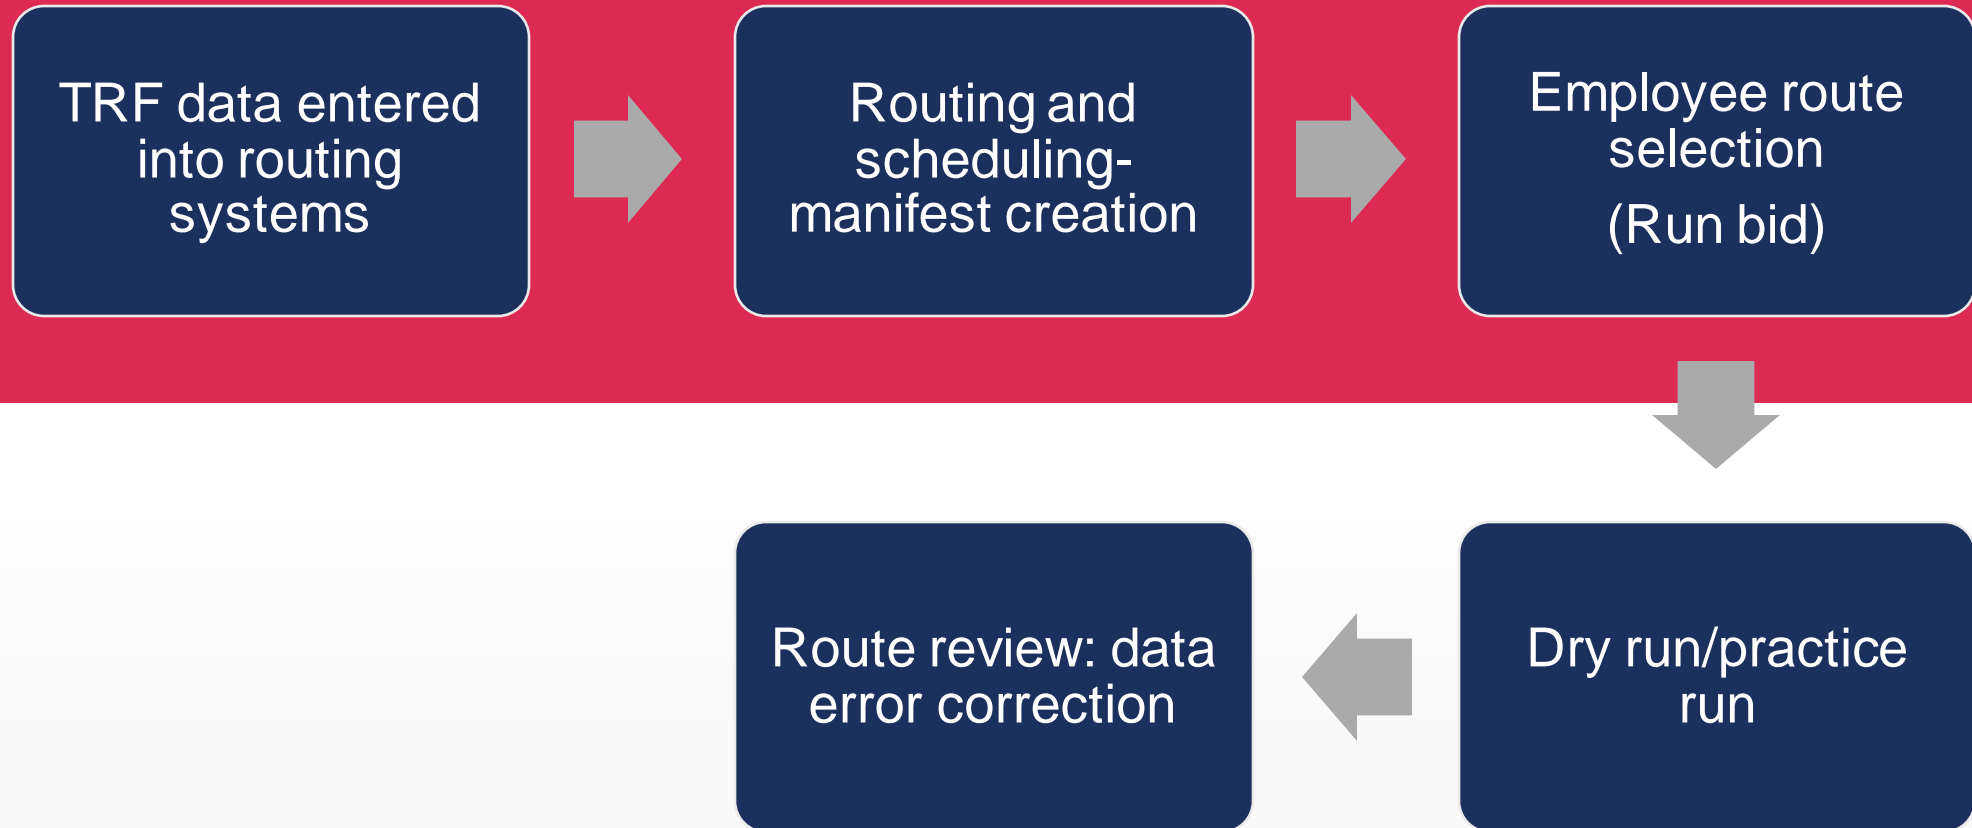 TRF data entered
into routing
systems
Routing and
scheduling-
manifest creation
Employee route
selection
(Run bid)
Dry run/practice
run
Route review: data
error correction